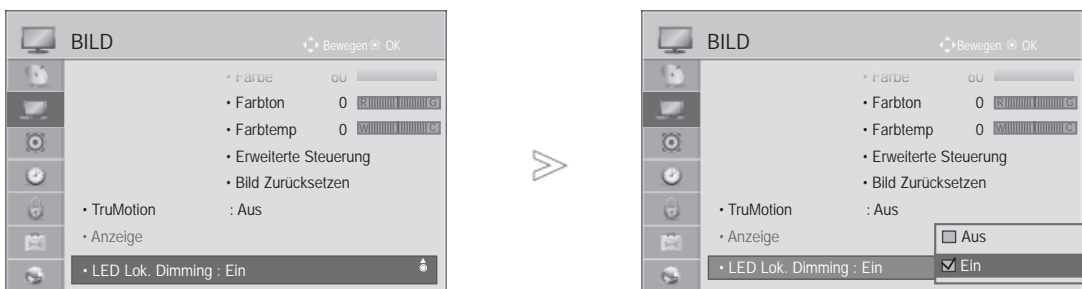 BILD
Bewegen OK
• Farbe 60
• Farbton 0 R G
• Farbtemp 0 W C
• Erweiterte Steuerung
• Bild Zurücksetzen
• TruMotion : Aus
• Anzeige
• LED Lok. Dimming : Ein
BILD
Bewegen OK
• Farbe 60
• Farbton 0 R G
• Farbtemp 0 W C
• Erweiterte Steuerung
• Bild Zurücksetzen
• TruMotion : Aus
• Anzeige
Aus
• LED Lok. Dimming : Ein
Ein